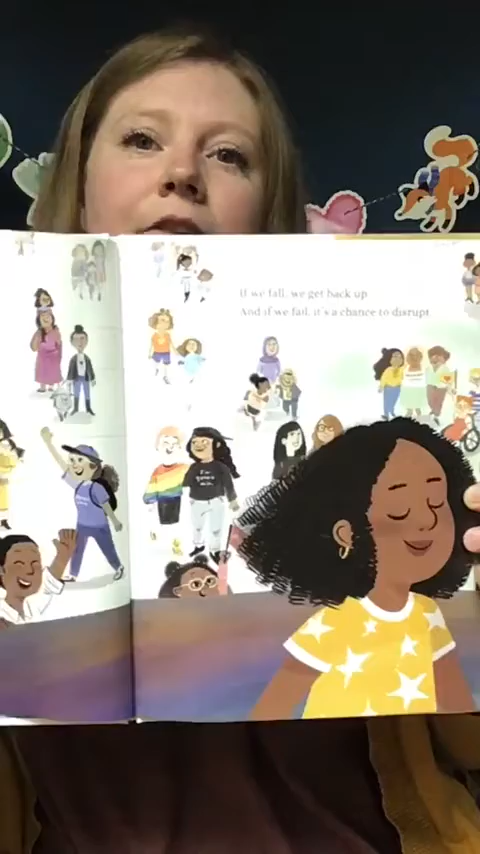 If we fall, we get back up.
And if we fail, it's a chance to disrupt.